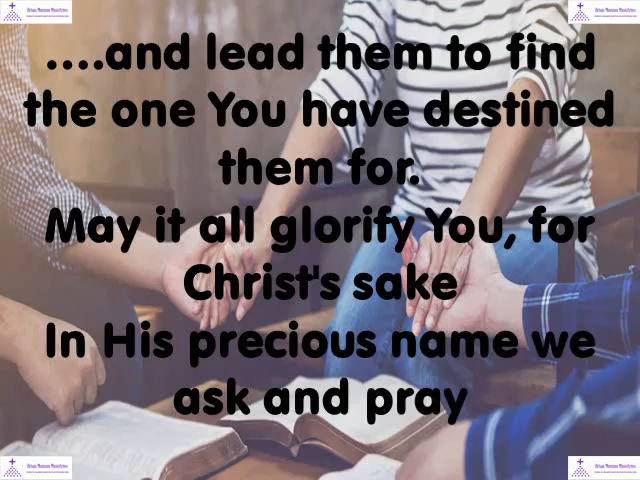 ....and lead them to find
the one You have destined
them for.
May it all glorify You, for
Christ's sake
In His precious name we
ask and pray